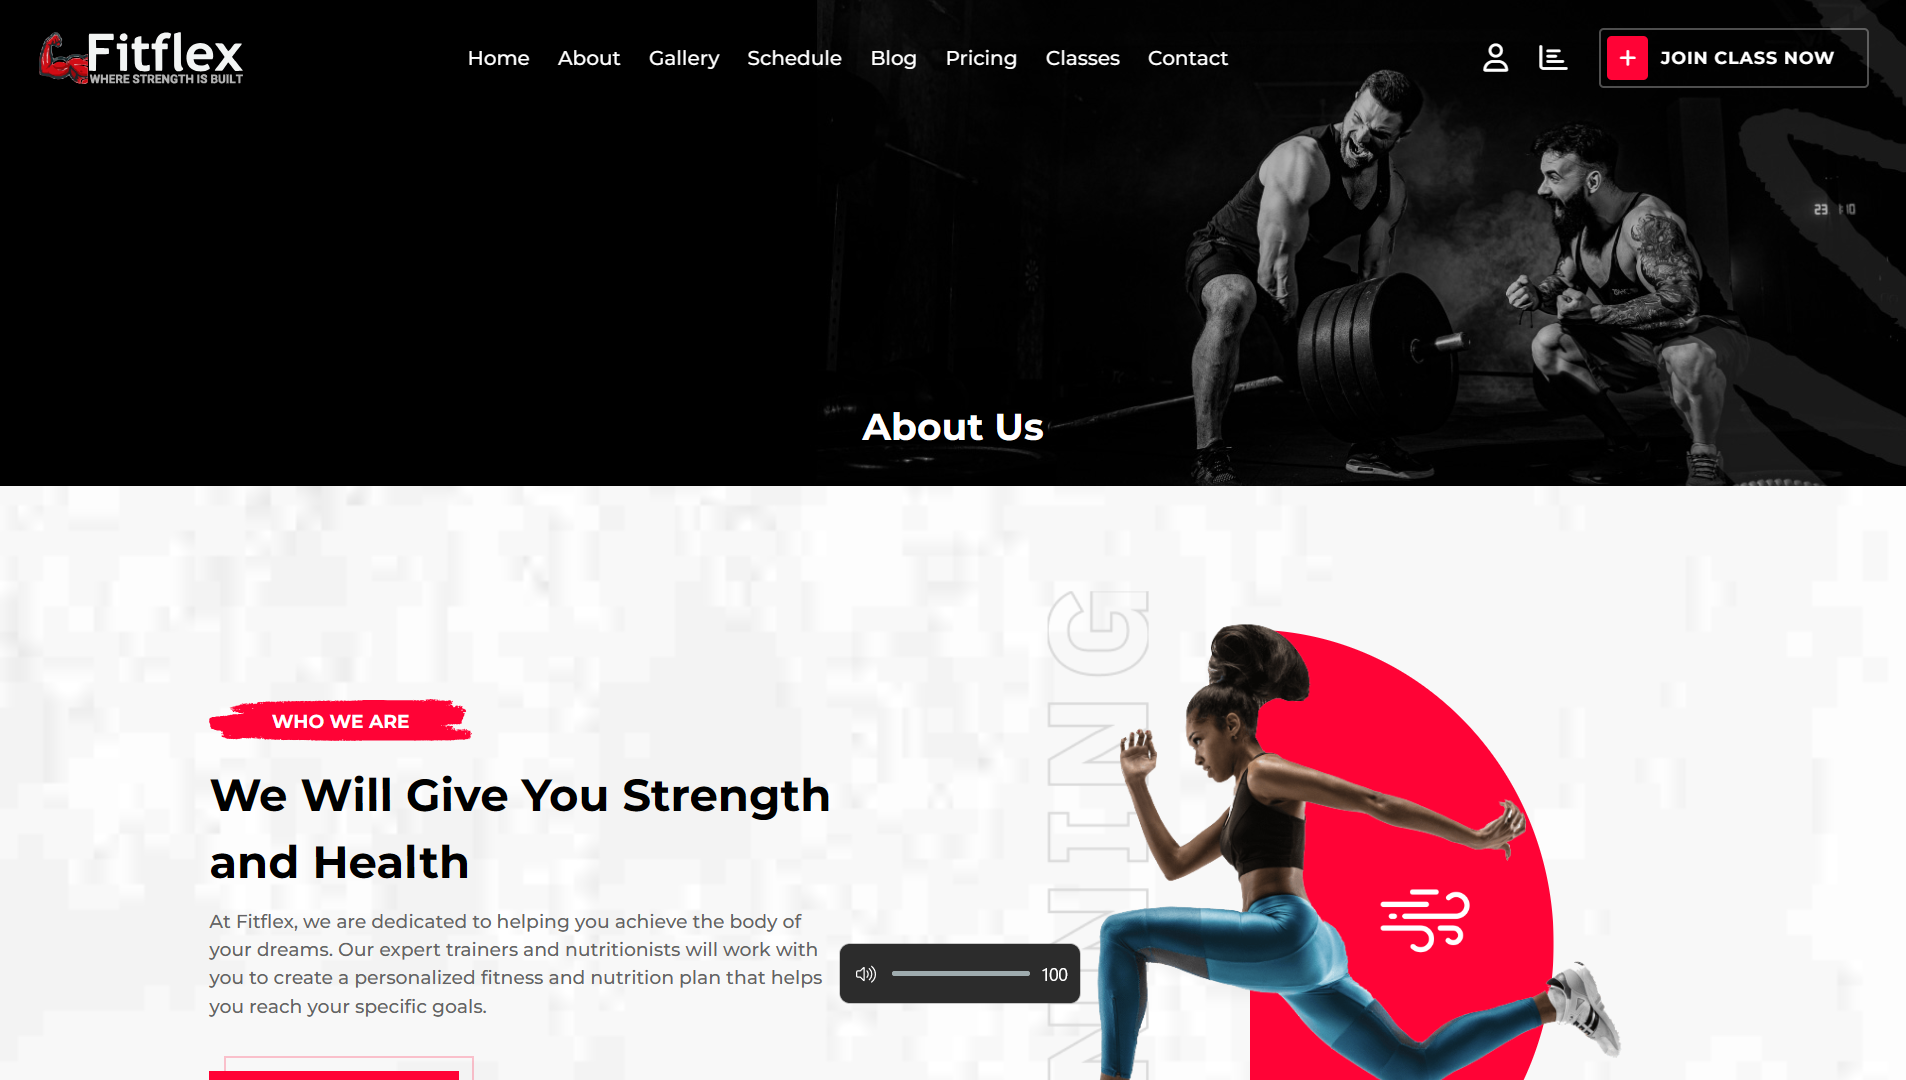 Fitflex
WHERE STRENGTH IS BUILT
Home About Gallery Schedule Blog Pricing Classes Contact
JOIN CLASS NOW
About Us
WHO WE ARE
We Will Give You Strength
and Health
At Fitflex, we are dedicated to helping you achieve the body of
your dreams. Our expert trainers and nutritionists will work with
you to create a personalized fitness and nutrition plan that helps
you reach your specific goals.
100
NNING